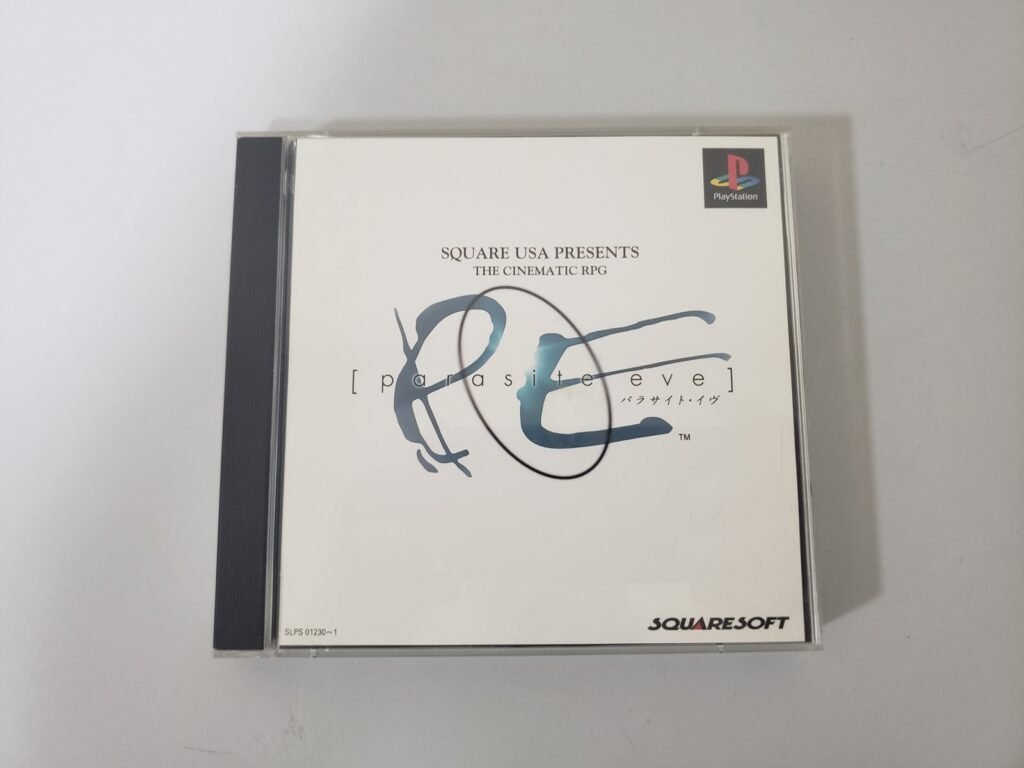 PlayStation
SQUARE USA PRESENTS
THE CINEMATIC RPG
PE
[ parasite eve ]
パラサイト・イヴ
TM
SLPS 01230~1
SQUARESOFT